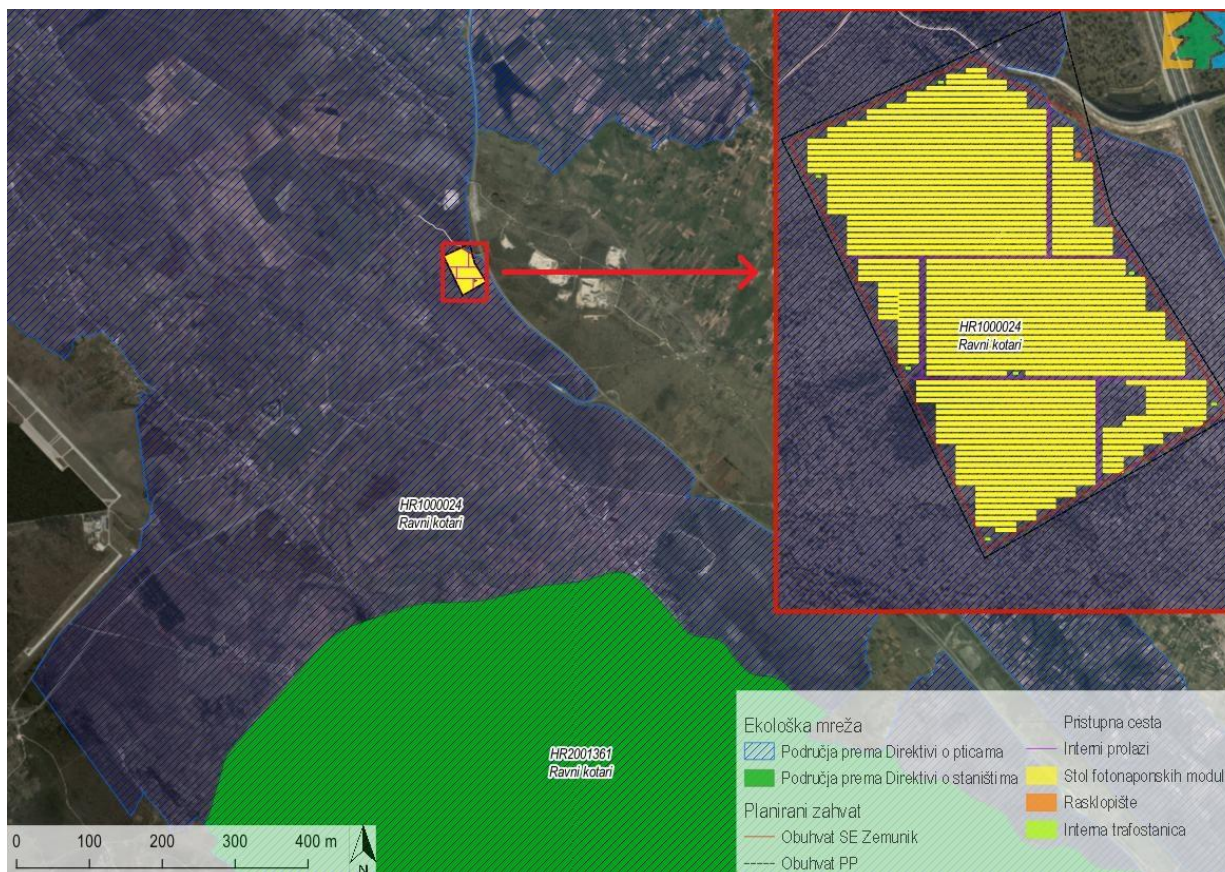 HR1000024
Ravni kotari
HR1000024
Ravni kotari
HR2001361
Ravni kotari
Ekološka mreža
Područja prema Direktivi o pticama
Područja prema Direktivi o staništima
Planirani zahvat
Obuhvat SE Zemunik
Obuhvat PP
Pristupna cesta
Interni prolazi
Stol fotonaponskih modul
Rasklopište
Interna trafostanica
0 100 200 300 400 m
N